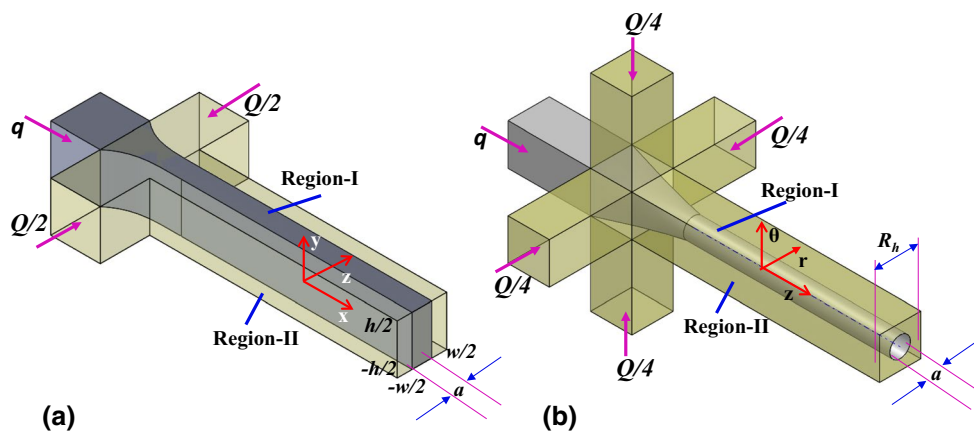 Q/2
q
Region-I
Q/2
y
z
x
h/2
Region-II
-h/2
w/2
-w/2
a
(a)
Q/4
q
Q/4
Region-I
θ
r
z
R_h
Q/4
Region-II
Q/4
a
(b)